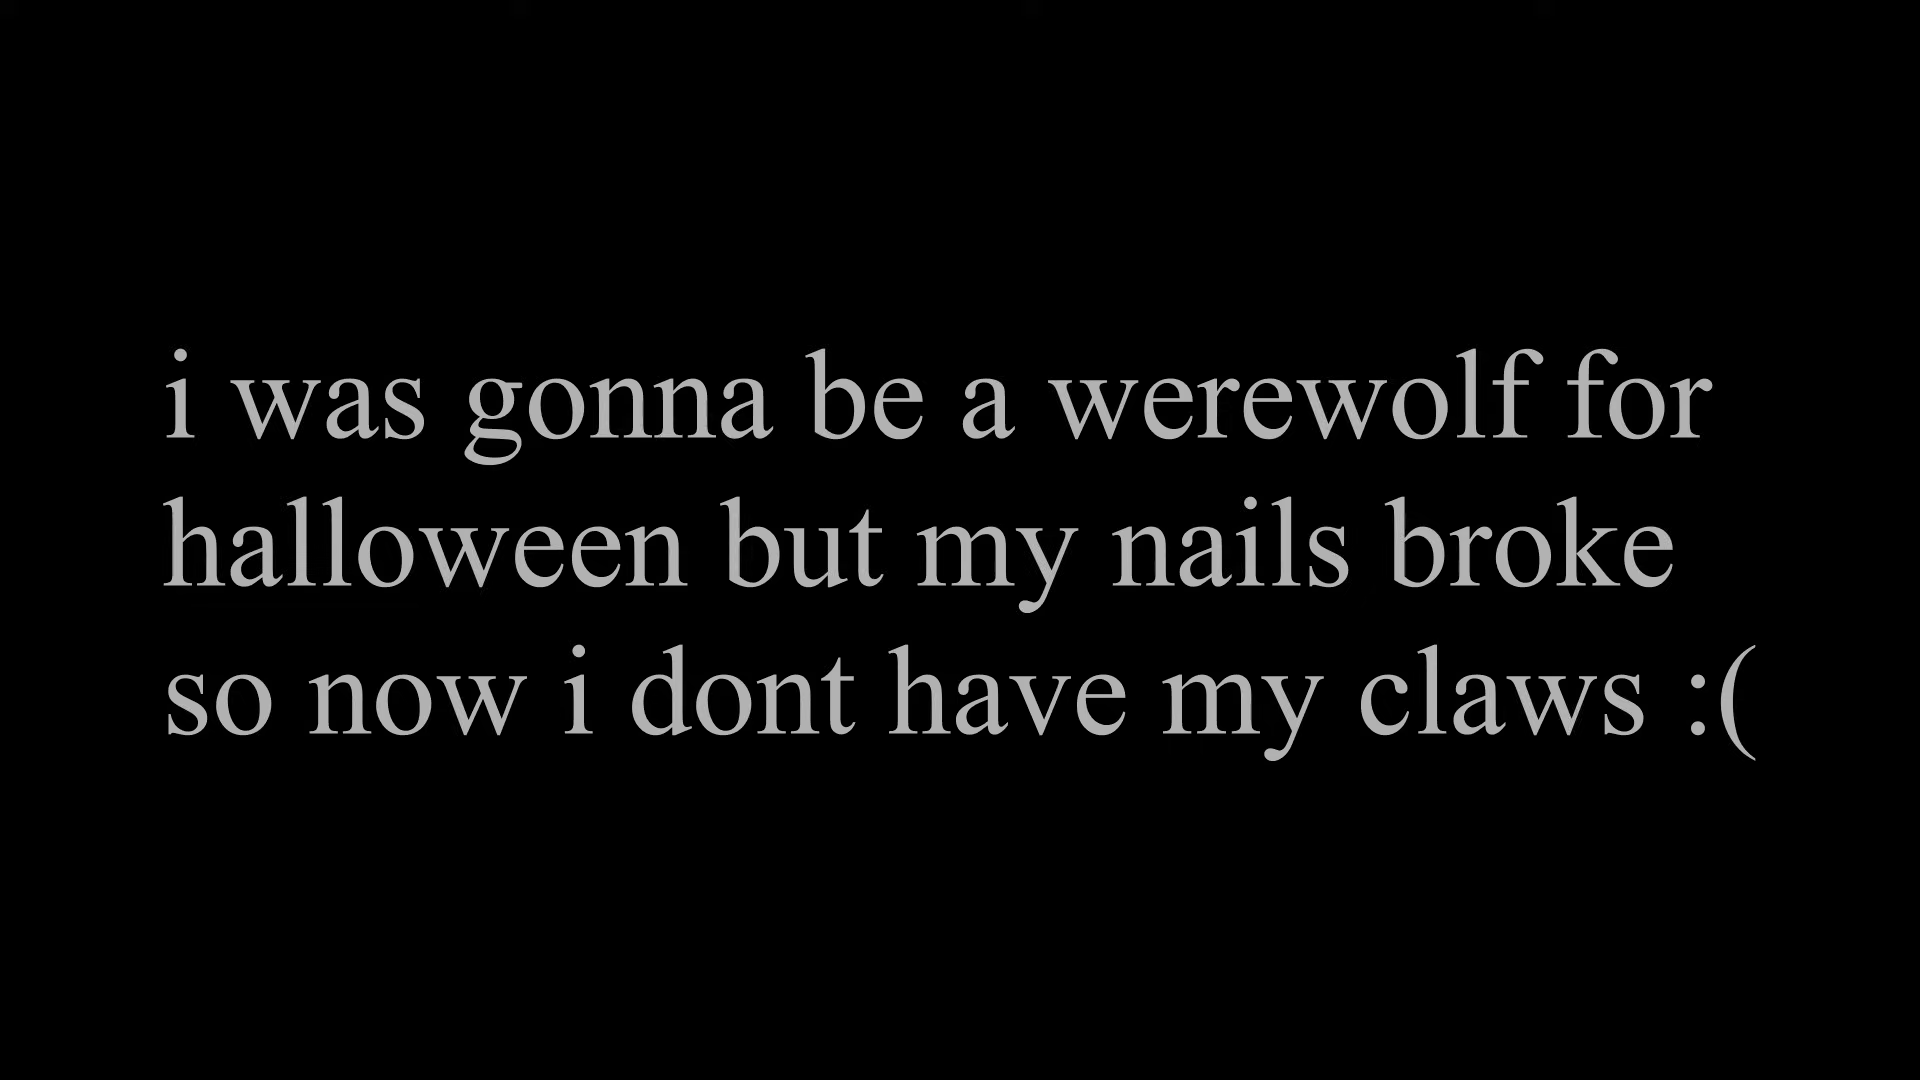 i was gonna be a werewolf for
halloween but my nails broke
so now i dont have my claws :(